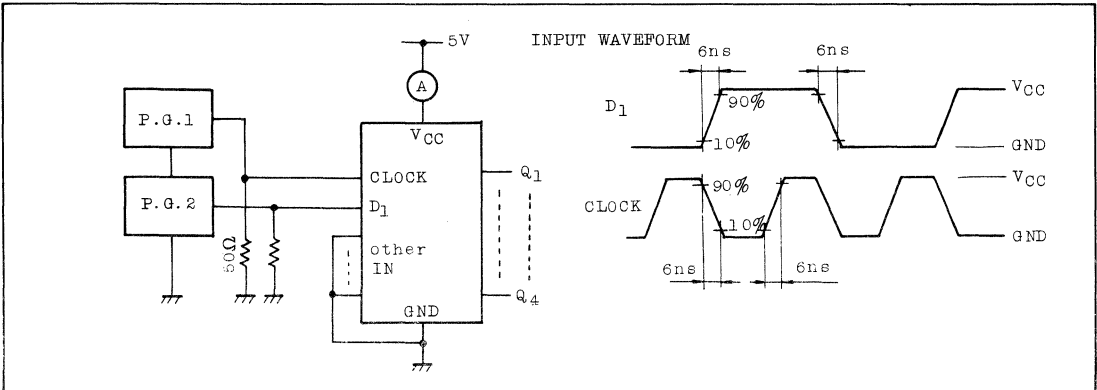 5V
INPUT WAVEFORM
A
P.G.1
P.G.2
50Ω
VCC
CLOCK
D1
other
IN
GND
Q1
Q4
6ns
6ns
D1
90%
10%
VCC
GND
CLOCK
90%
10%
VCC
GND
6ns
6ns